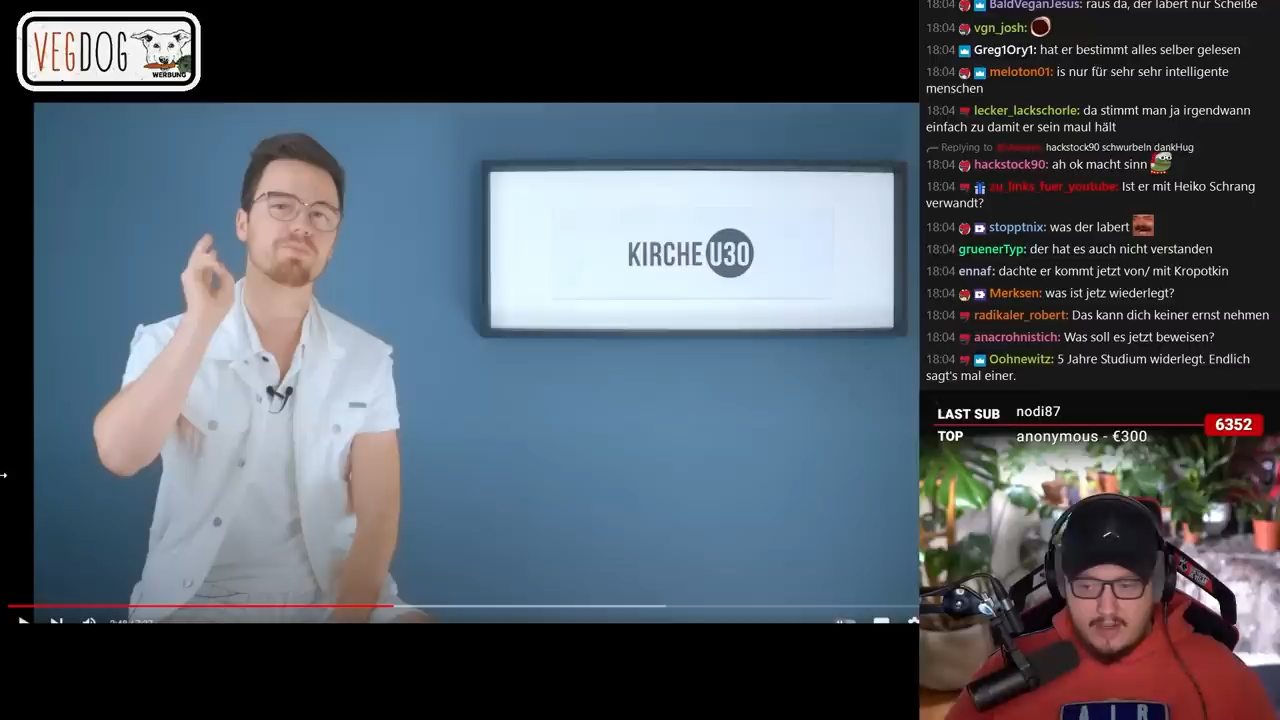 VEGDOG
WERBUNG
KIRCHE U30
18:04 BaldVeganJesus: raus da, der labert nur Scheiße
18:04 vgn_josh:
18:04 Greg1Ory1: hat er bestimmt alles selber gelesen
18:04 meloton01: is nur für sehr sehr intelligente
menschen
18:04 lecker_lackschorle: da stimmt man ja irgendwann
einfach zu damit er sein maul hält
Replying to hackstock90 schwurbeln dankHug
18:04 hackstock90: ah ok macht sinn
18:04 zu_links_fuer_youtube: Ist er mit Heiko Schrang
verwandt?
18:04 stopptnix: was der labert
18:04 gruenerTyp: der hat es auch nicht verstanden
18:04 ennaf: dachte er kommt jetzt von/ mit Kropotkin
18:04 Merksen: was ist jetz wiederlegt?
18:04 radikaler_robert: Das kann dich keiner ernst nehmen
18:04 anacrohnistich: Was soll es jetzt beweisen?
18:04 Oohnewitz: 5 Jahre Studium widerlegt. Endlich
sagt's mal einer.
LAST SUB nodi87
6352
TOP anonymous - €300
AIR